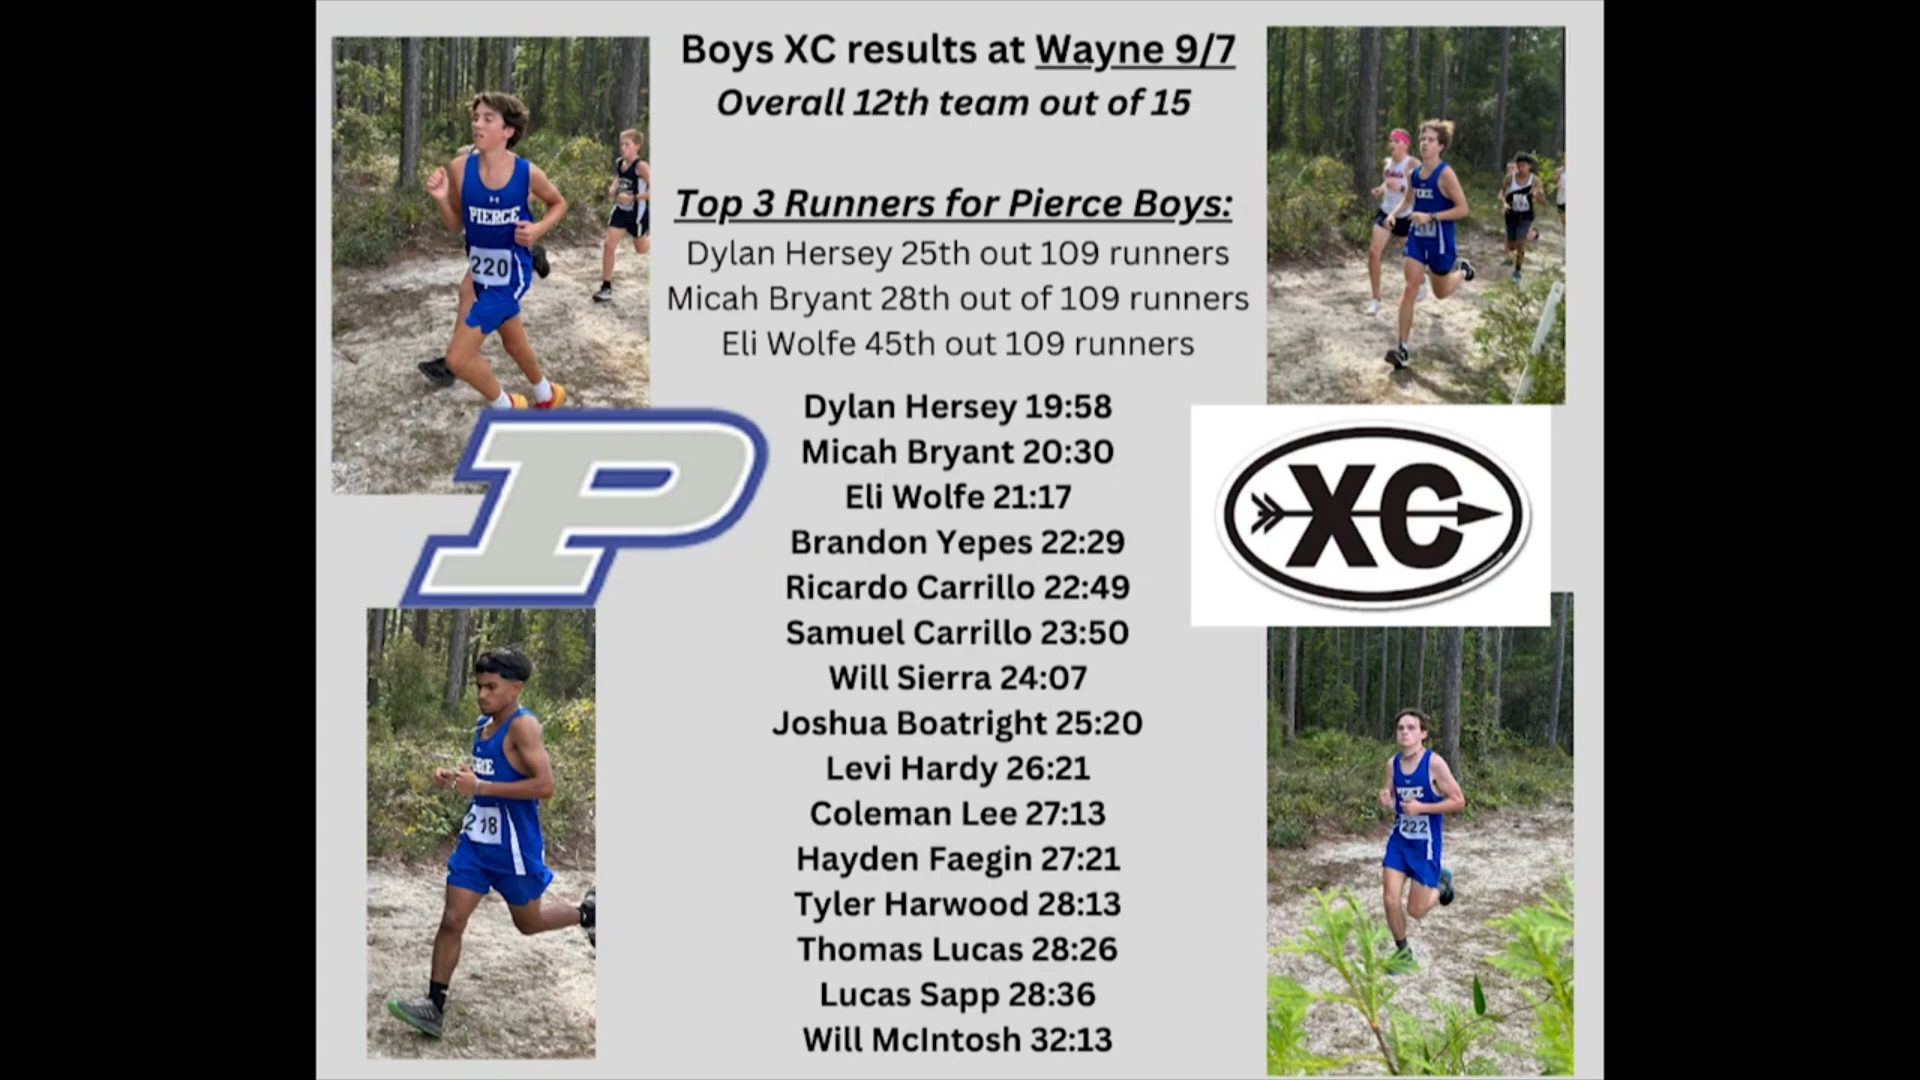 Boys XC results at Wayne 9/7
Overall 12th team out of 15
Top 3 Runners for Pierce Boys:
Dylan Hersey 25th out 109 runners
Micah Bryant 28th out of 109 runners
Eli Wolfe 45th out 109 runners
Dylan Hersey 19:58
Micah Bryant 20:30
Eli Wolfe 21:17
Brandon Yepes 22:29
Ricardo Carrillo 22:49
Samuel Carrillo 23:50
Will Sierra 24:07
Joshua Boatright 25:20
Levi Hardy 26:21
Coleman Lee 27:13
Hayden Faegin 27:21
Tyler Harwood 28:13
Thomas Lucas 28:26
Lucas Sapp 28:36
Will McIntosh 32:13
PIERCE
220
P
XC
218
PIERCE
222